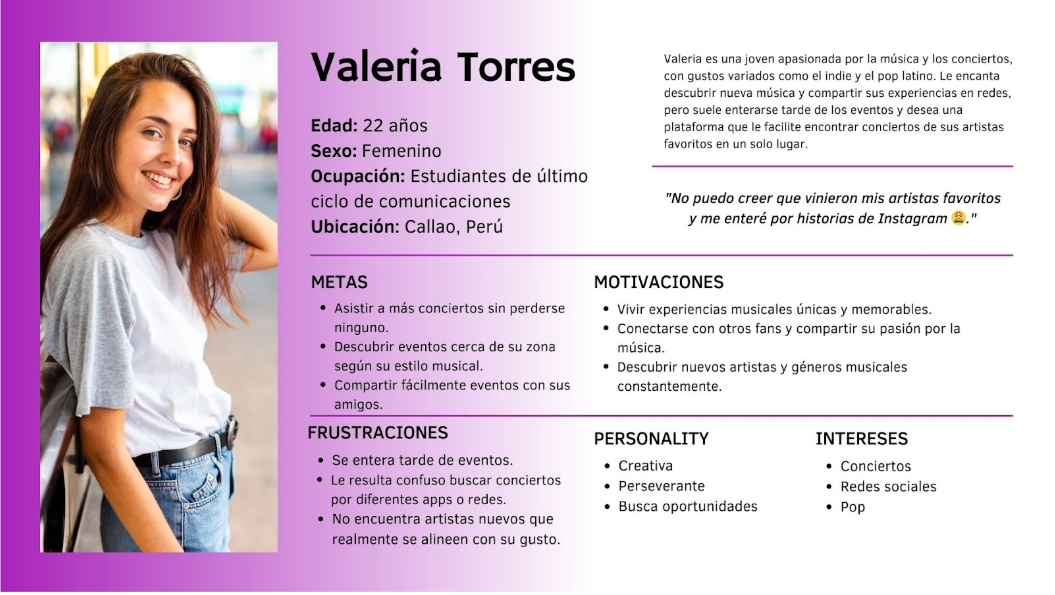 Valeria Torres
Edad: 22 años
Sexo: Femenino
Ocupación: Estudiantes de último
ciclo de comunicaciones
Ubicación: Callao, Perú
Valeria es una joven apasionada por la música y los conciertos,
con gustos variados como el indie y el pop latino. Le encanta
descubrir nueva música y compartir sus experiencias en redes,
pero suele enterarse tarde de los eventos y desea una
plataforma que le facilite encontrar conciertos de sus artistas
favoritos en un solo lugar.
"No puedo creer que vinieron mis artistas favoritos
y me enteré por historias de Instagram 😩."
METAS
• Asistir a más conciertos sin perderse
ninguno.
• Descubrir eventos cerca de su zona
según su estilo musical.
• Compartir fácilmente eventos con sus
amigos.
MOTIVACIONES
• Vivir experiencias musicales únicas y memorables.
• Conectarse con otros fans y compartir su pasión por la
música.
• Descubrir nuevos artistas y géneros musicales
constantemente.
FRUSTRACIONES
• Se entera tarde de eventos.
• Le resulta confuso buscar conciertos
por diferentes apps o redes.
• No encuentra artistas nuevos que
realmente se alineen con su gusto.
PERSONALITY
• Creativa
• Perseverante
• Busca oportunidades
INTERESES
• Conciertos
• Redes sociales
• Pop